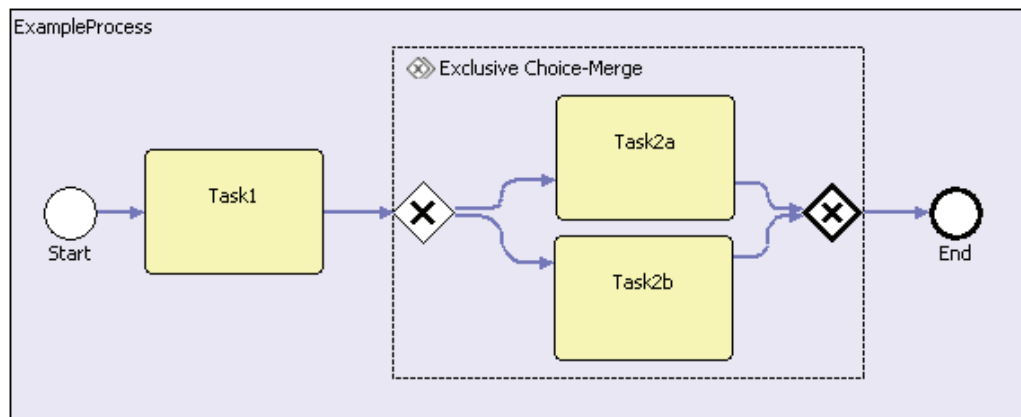 ExampleProcess
Exclusive Choice-Merge
Task2a
Task1
Start
End
Task2b